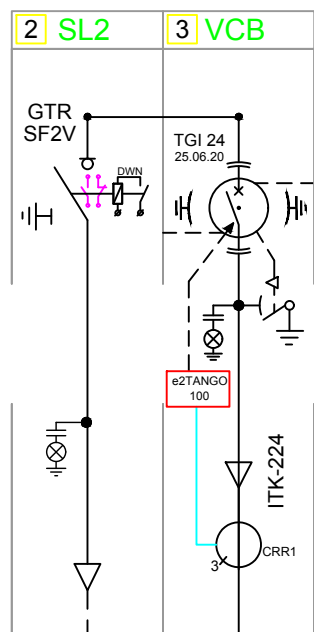 2 SL2
3 VCB
GTR
SF2V
DWN
TGI 24
25.06.20
e2TANGO
100
ITK-224
CRR1
3